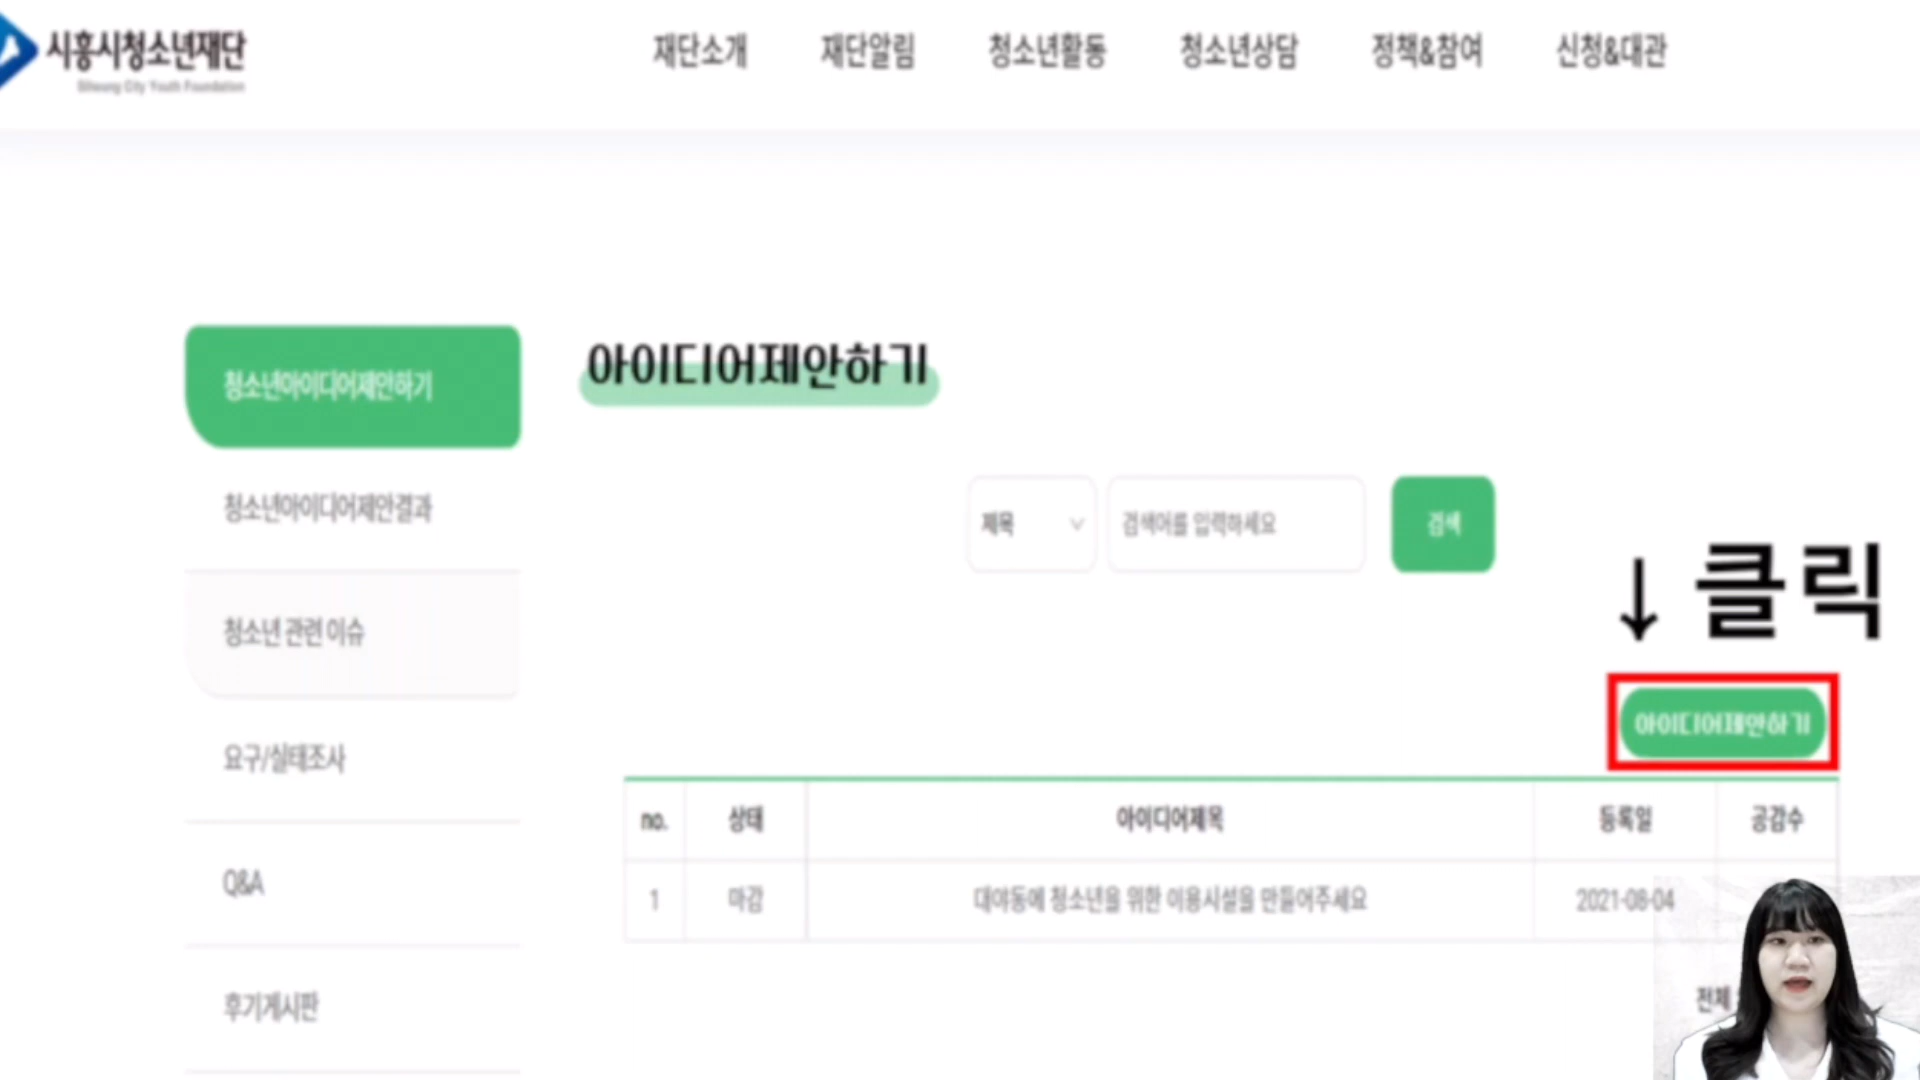 시흥시청소년재단
Siheung City Youth Foundation
재단소개 재단알림 청소년활동 청소년상담 정책&참여 신청&대관
청소년아이디어제안하기
청소년아이디어제안결과
청소년 관련 이슈
요구/실태조사
Q&A
후기게시판
아이디어제안하기
제목 검색어를 입력하세요 검색
↓ 클릭
아이디어제안하기
no. 상태 아이디어제목 등록일 공감수
1 마감 대야동에 청소년을 위한 이용시설을 만들어주세요 2021-08-04
전체